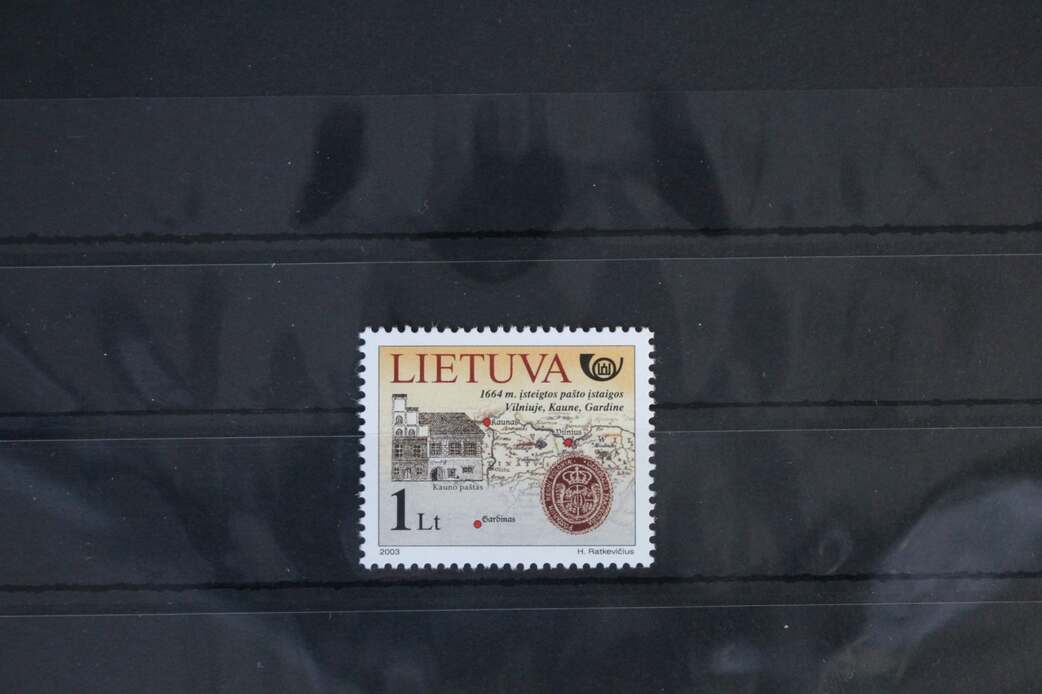 LIETUVA
1664 m. įsteigtos pašto įstaigos
Vilniuje, Kaune, Gardine
Kaunas
Vilnius
Kauno paštas
1 Lt
Gardinas
2003
H. Ratkevičius